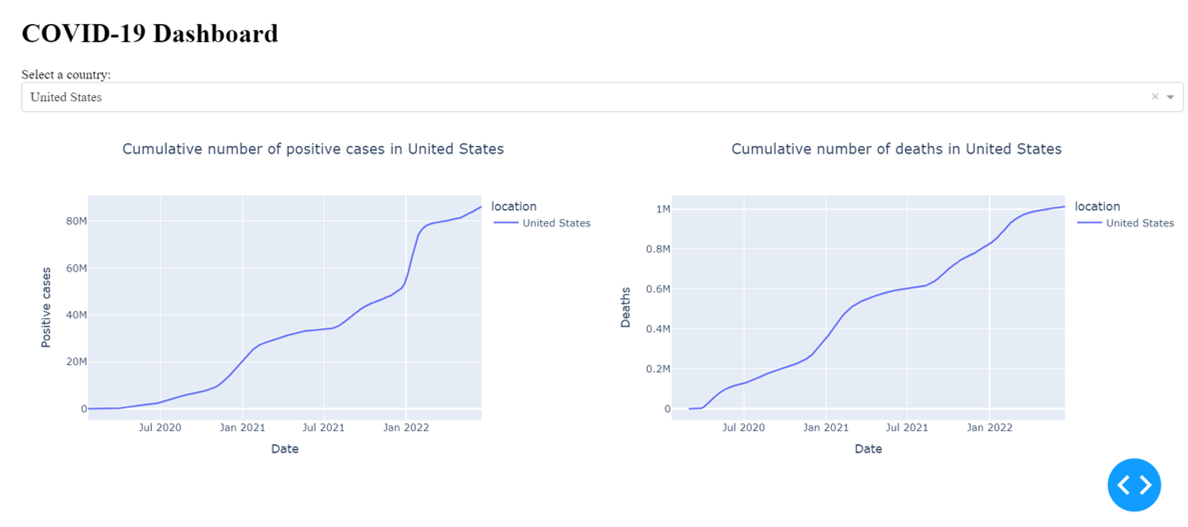 COVID-19 Dashboard
Select a country:
United States
Cumulative number of positive cases in United States
80M
60M
40M
20M
0
Positive cases
Jul 2020
Jan 2021
Jul 2021
Jan 2022
Date
location
United States
Cumulative number of deaths in United States
1M
0.8M
0.6M
0.4M
0.2M
0
Deaths
Jul 2020
Jan 2021
Jul 2021
Jan 2022
Date
location
United States